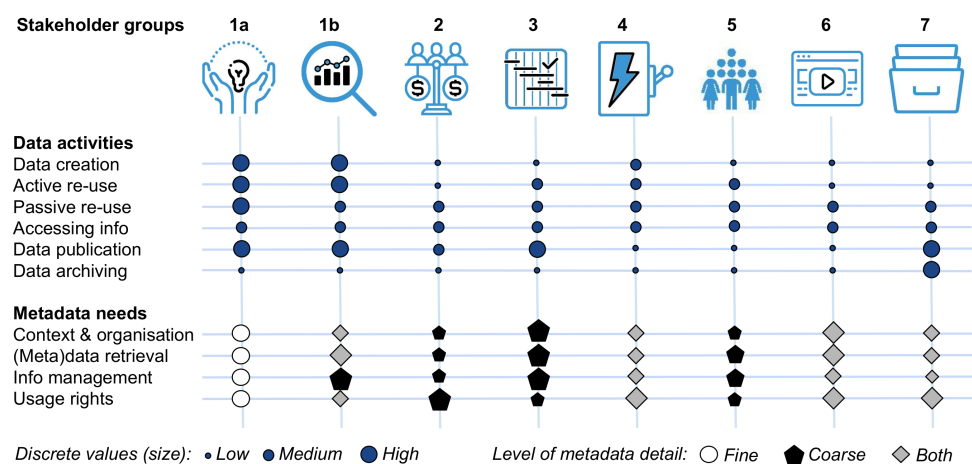 Stakeholder groups 1a 1b 2 3 4 5 6 7
$ $
Data activities
Data creation
Active re-use
Passive re-use
Accessing info
Data publication
Data archiving
Metadata needs
Context & organisation
(Meta)data retrieval
Info management
Usage rights
Discrete values (size): Low Medium High Level of metadata detail: Fine Coarse Both